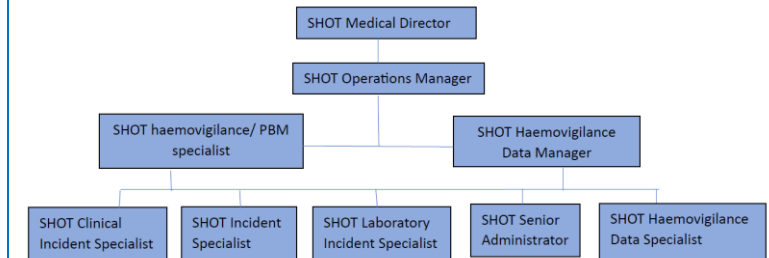 SHOT Medical Director
SHOT Operations Manager
SHOT haemovigilance/ PBM
specialist
SHOT Haemovigilance
Data Manager
SHOT Clinical
Incident Specialist
SHOT Incident
Specialist
SHOT Laboratory
Incident Specialist
SHOT Senior
Administrator
SHOT Haemovigilance
Data Specialist